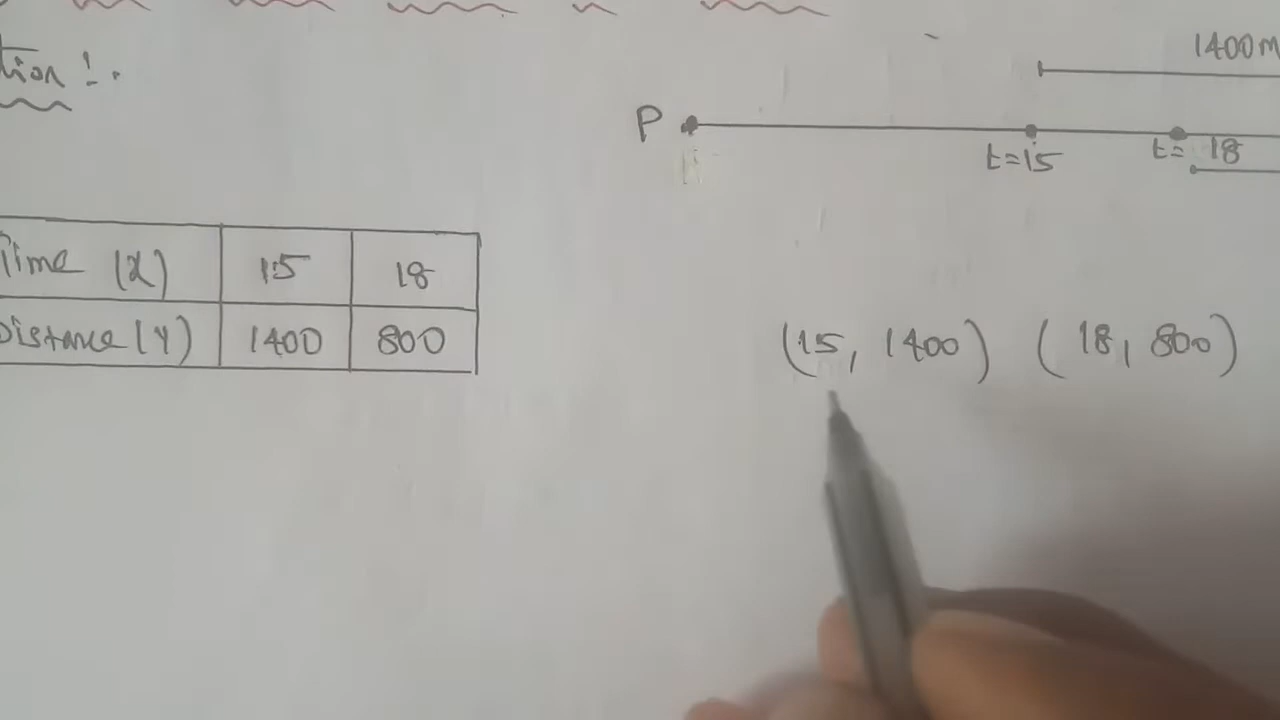 tion :.
1400m
P
t=15
t= 18
Time (x) 15 18
Distance (Y) 1400 800
(15, 1400) (18, 800)